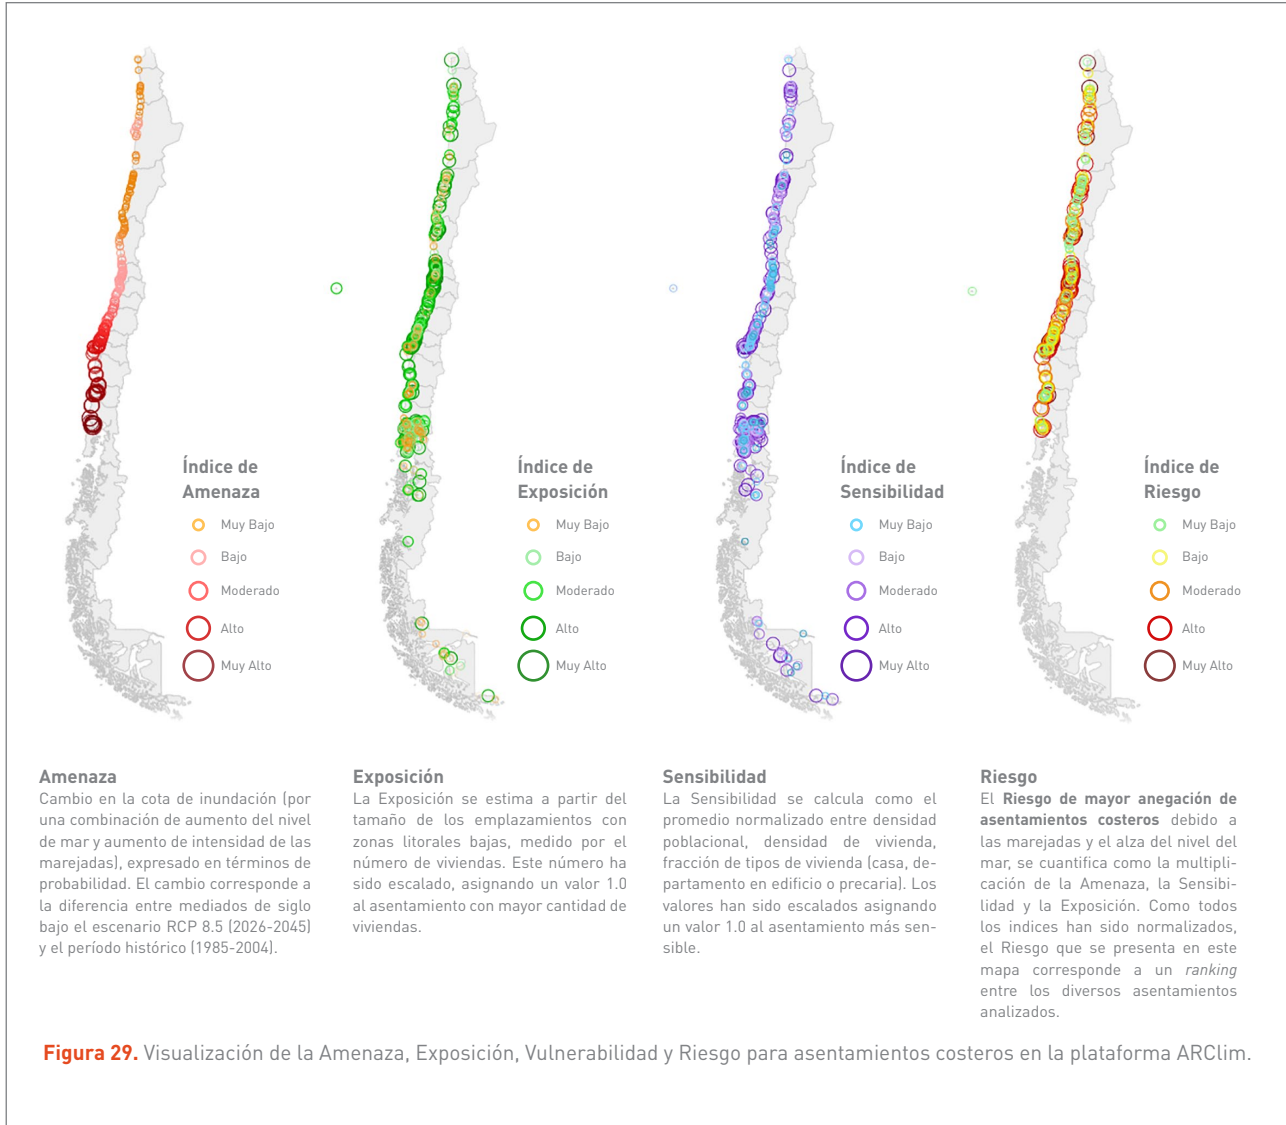 Índice de
Amenaza
Muy Bajo
Bajo
Moderado
Alto
Muy Alto
Índice de
Exposición
Muy Bajo
Bajo
Moderado
Alto
Muy Alto
Índice de
Sensibilidad
Muy Bajo
Bajo
Moderado
Alto
Muy Alto
Índice de
Riesgo
Muy Bajo
Bajo
Moderado
Alto
Muy Alto
Amenaza
Cambio en la cota de inundación (por
una combinación de aumento del nivel
de mar y aumento de intensidad de las
marejadas), expresado en términos de
probabilidad. El cambio corresponde a
la diferencia entre mediados de siglo
bajo el escenario RCP 8.5 (2026-2045)
y el período histórico (1985-2004).
Exposición
La Exposición se estima a partir del
tamaño de los emplazamientos con
zonas litorales bajas, medido por el
número de viviendas. Este número ha
sido escalado, asignando un valor 1.0
al asentamiento con mayor cantidad de
viviendas.
Sensibilidad
La Sensibilidad se calcula como el
promedio normalizado entre densidad
poblacional, densidad de vivienda,
fracción de tipos de vivienda (casa, de-
partamento en edificio o precaria). Los
valores han sido escalados asignando
un valor 1.0 al asentamiento más sen-
sible.
Riesgo
El Riesgo de mayor anegación de
asentamientos costeros debido a
las marejadas y el alza del nivel del
mar, se cuantifica como la multipli-
cación de la Amenaza, la Sensibi-
lidad y la Exposición. Como todos
los indices han sido normalizados,
el Riesgo que se presenta en este
mapa corresponde a un ranking
entre los diversos asentamientos
analizados.
Figura 29. Visualización de la Amenaza, Exposición, Vulnerabilidad y Riesgo para asentamientos costeros en la plataforma ARClim.